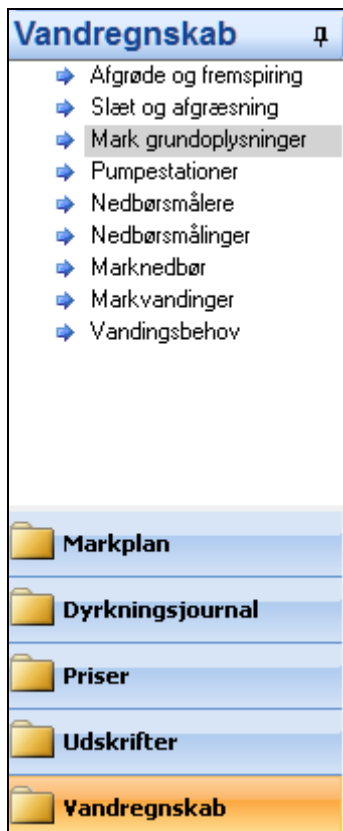 Vandregnskab
Afgrøde og fremspiring
Slæt og afgræsning
Mark grundoplysninger
Pumpestationer
Nedbørsmålere
Nedbørsmålinger
Marknedbør
Markvandinger
Vandingsbehov
Markplan
Dyrkningsjournal
Priser
Udskrifter
Vandregnskab